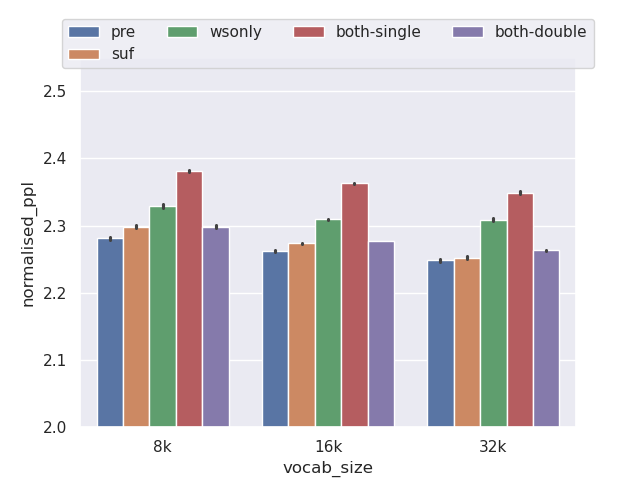 pre wsonly both-single both-double
suf
2.5
2.4
2.3
2.2
2.1
2.0
normalised_ppl
8k 16k 32k
vocab_size